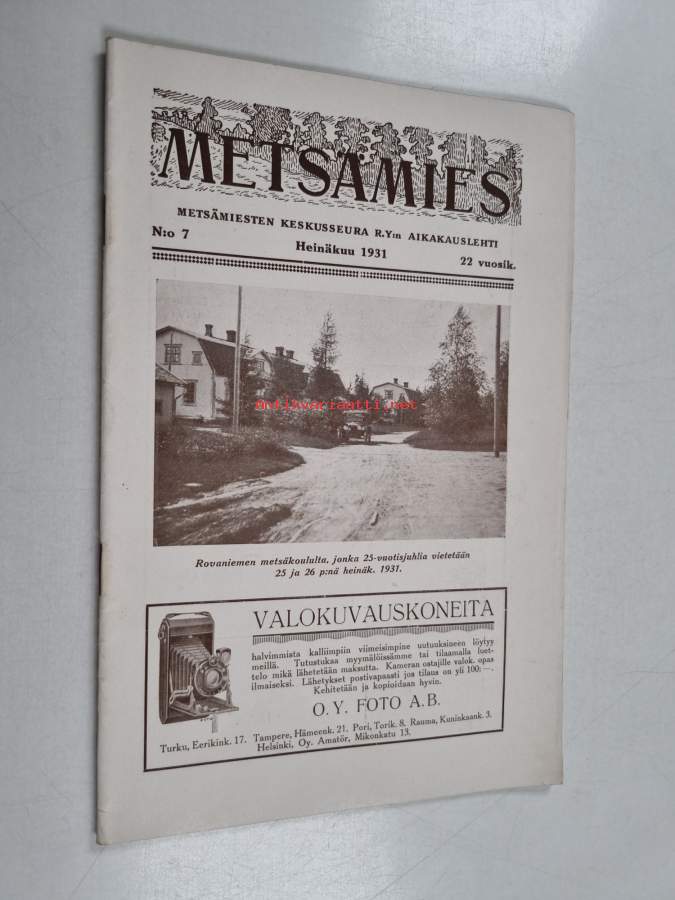 METSÄMIES
METSÄMIESTEN KESKUSSEURA R.Y:n AIKAKAUSLEHTI
N:o 7 Heinäkuu 1931 22 vuosik.
antikvariaatti.net
Rovaniemen metsäkoululta, jonka 25-vuotisjuhlia vietetään
25 ja 26 p:nä heinäk. 1931.
VALOKUVAUSKONEITA
halvimmista kalliimpiin viimeisimpine uutuuksineen löytyy
meillä. Tutustukaa myymälöissämme tai tilaamalla luet-
telo mikä lähetetään maksutta. Kameran ostajille valok. opas
ilmaiseksi. Lähetykset postivapaasti jos tilaus on yli 100:—.
Kehitetään ja kopioidaan hyvin.
O.Y. FOTO A.B.
Turku, Eerikink. 17. Tampere, Hämeenk. 21. Pori, Torik. 8. Rauma, Kuninkaank. 3.
Helsinki, Oy. Amatör, Mikonkatu 13.